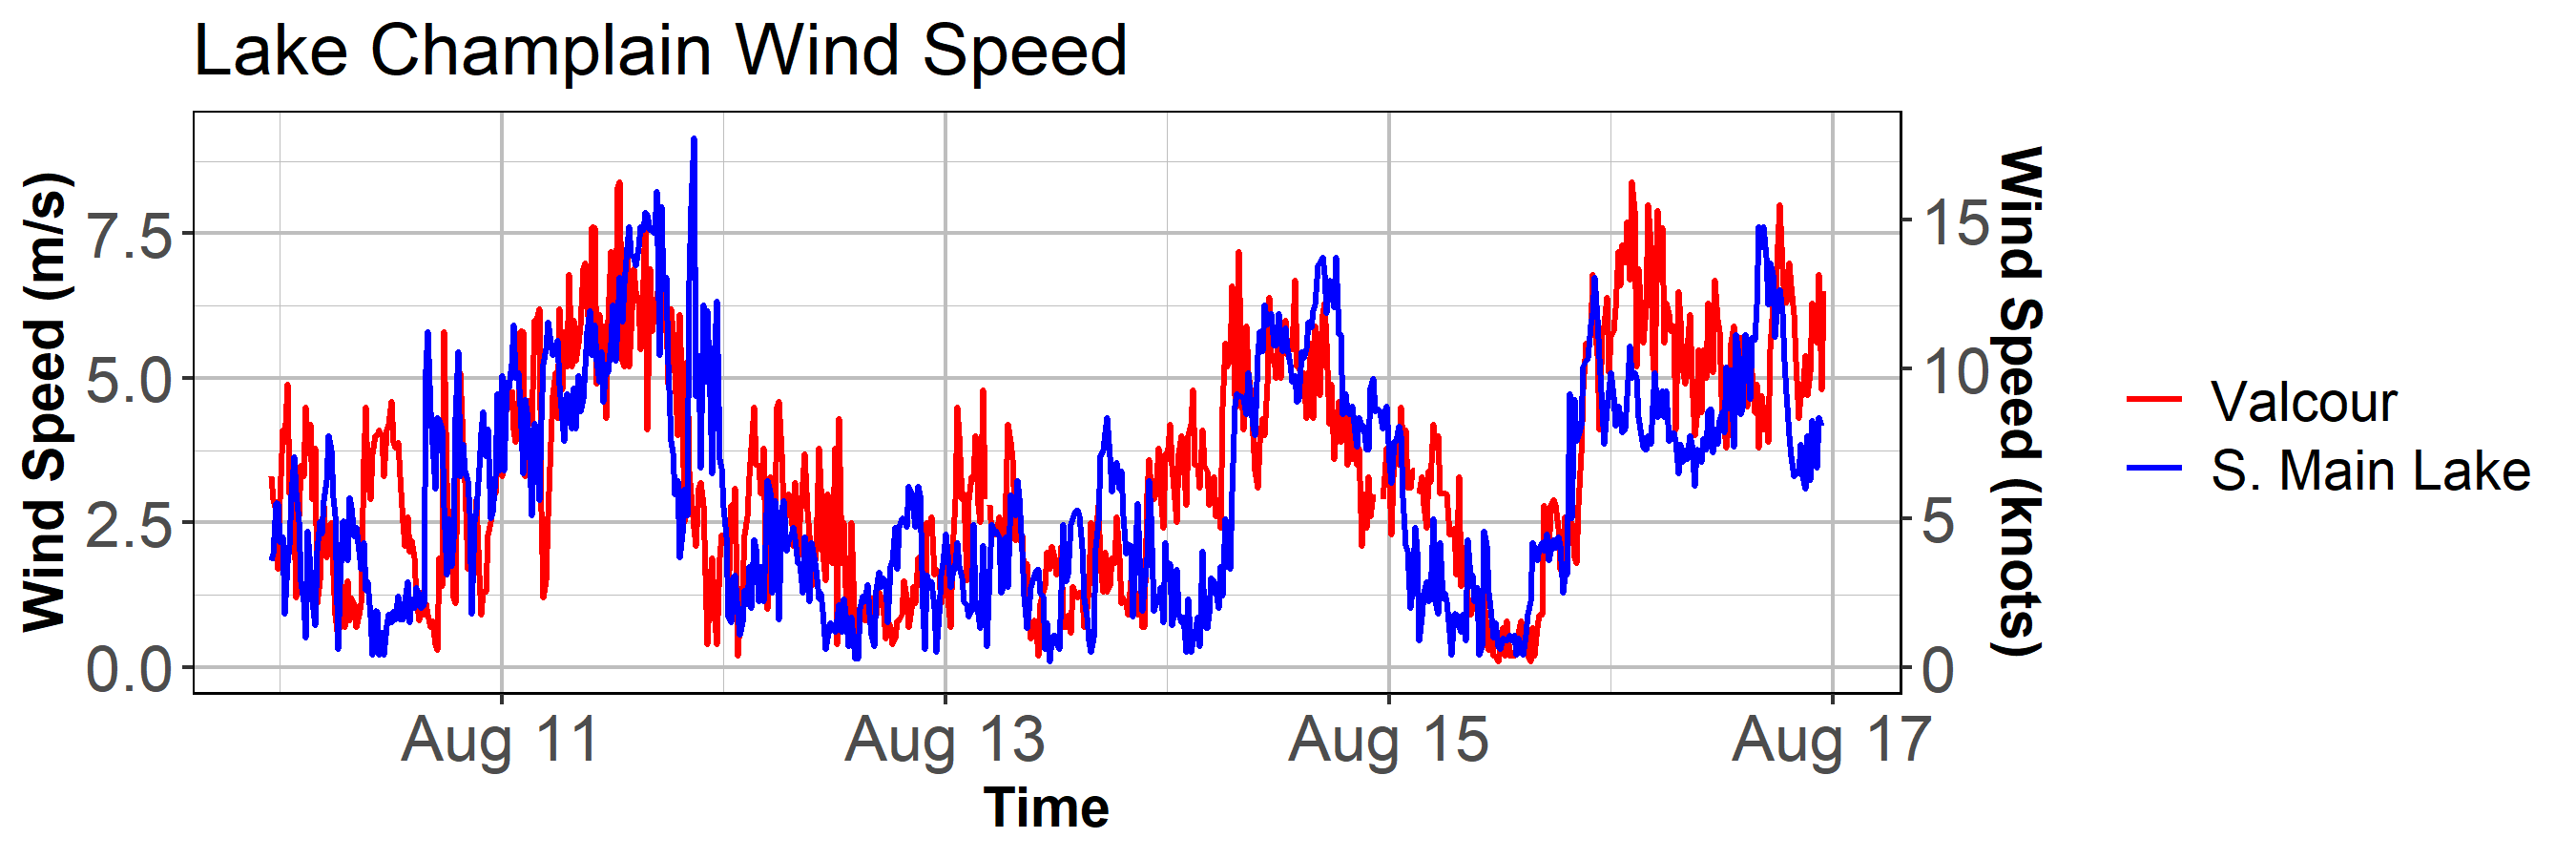 Lake Champlain Wind Speed
Wind Speed (m/s)
7.5
5.0
2.5
0.0
15
10
5
0
Wind Speed (knots)
Aug 11
Aug 13
Aug 15
Aug 17
Time
Valcour
S. Main Lake